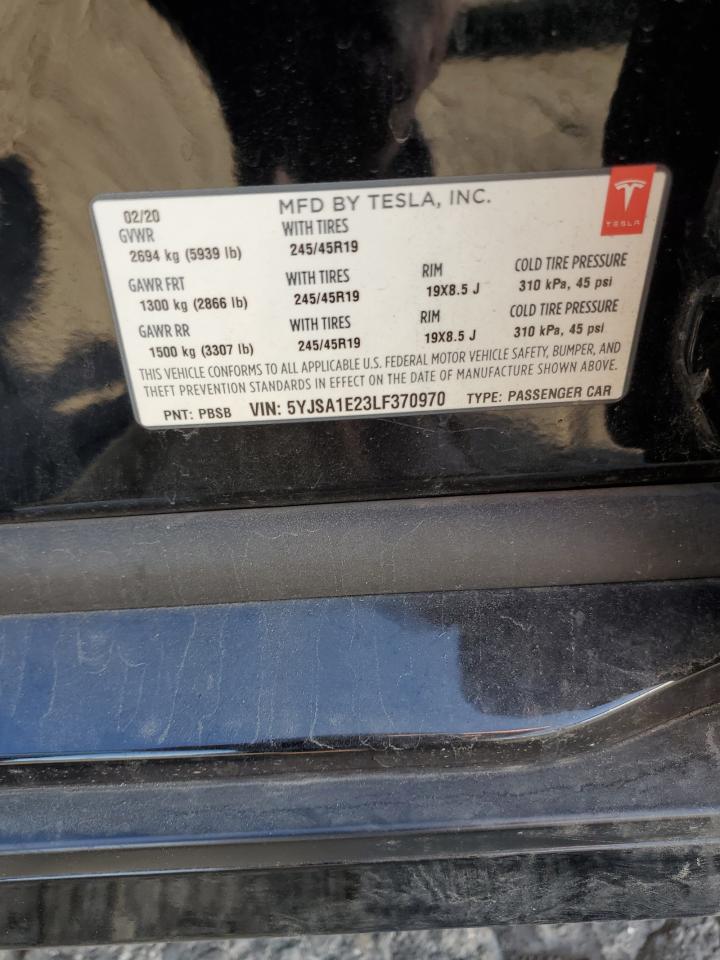 02/20 MFD BY TESLA, INC.
TESLA
GVWR WITH TIRES
2694 kg (5939 lb) 245/45R19
GAWR FRT WITH TIRES RIM COLD TIRE PRESSURE
1300 kg (2866 lb) 245/45R19 19X8.5 J 310 kPa, 45 psi
GAWR RR WITH TIRES RIM COLD TIRE PRESSURE
1500 kg (3307 lb) 245/45R19 19X8.5 J 310 kPa, 45 psi
THIS VEHICLE CONFORMS TO ALL APPLICABLE U.S. FEDERAL MOTOR VEHICLE SAFETY, BUMPER, AND
THEFT PREVENTION STANDARDS IN EFFECT ON THE DATE OF MANUFACTURE SHOWN ABOVE.
PNT: PBSB VIN: 5YJSA1E23LF370970 TYPE: PASSENGER CAR